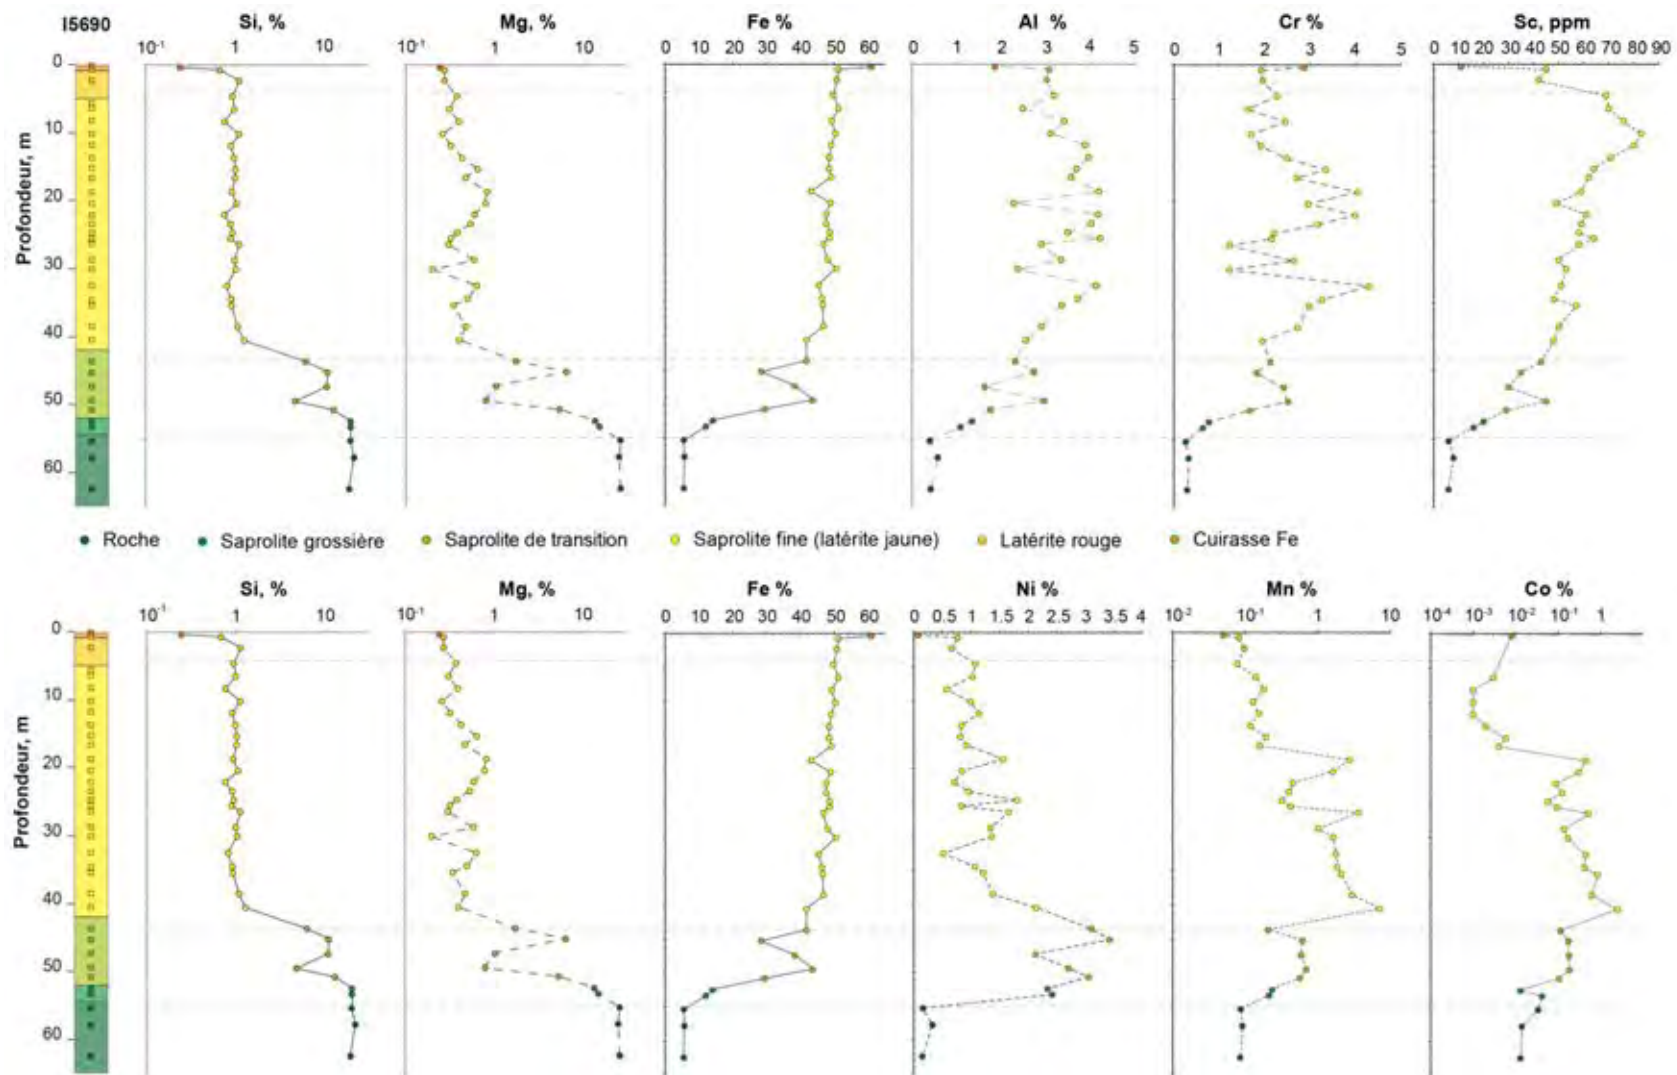 I5690 Si, % Mg, % Fe % Al % Cr % Sc, ppm
10-1 1 10 10-1 1 10 0 10 20 30 40 50 60 0 1 2 3 4 5 0 1 2 3 4 5 0 10 20 30 40 50 60 70 80 90
Profondeur, m
0
10
20
30
40
50
60
Roche Saprolite grossière Saprolite de transition Saprolite fine (latérite jaune) Latérite rouge Cuirasse Fe
Si, % Mg, % Fe % Ni % Mn % Co %
10-1 1 10 10-1 1 10 0 10 20 30 40 50 60 0 0.5 1 1.5 2 2.5 3 3.5 4 10-2 10-1 1 10 10-4 10-3 10-2 10-1 1
Profondeur, m
0
10
20
30
40
50
60